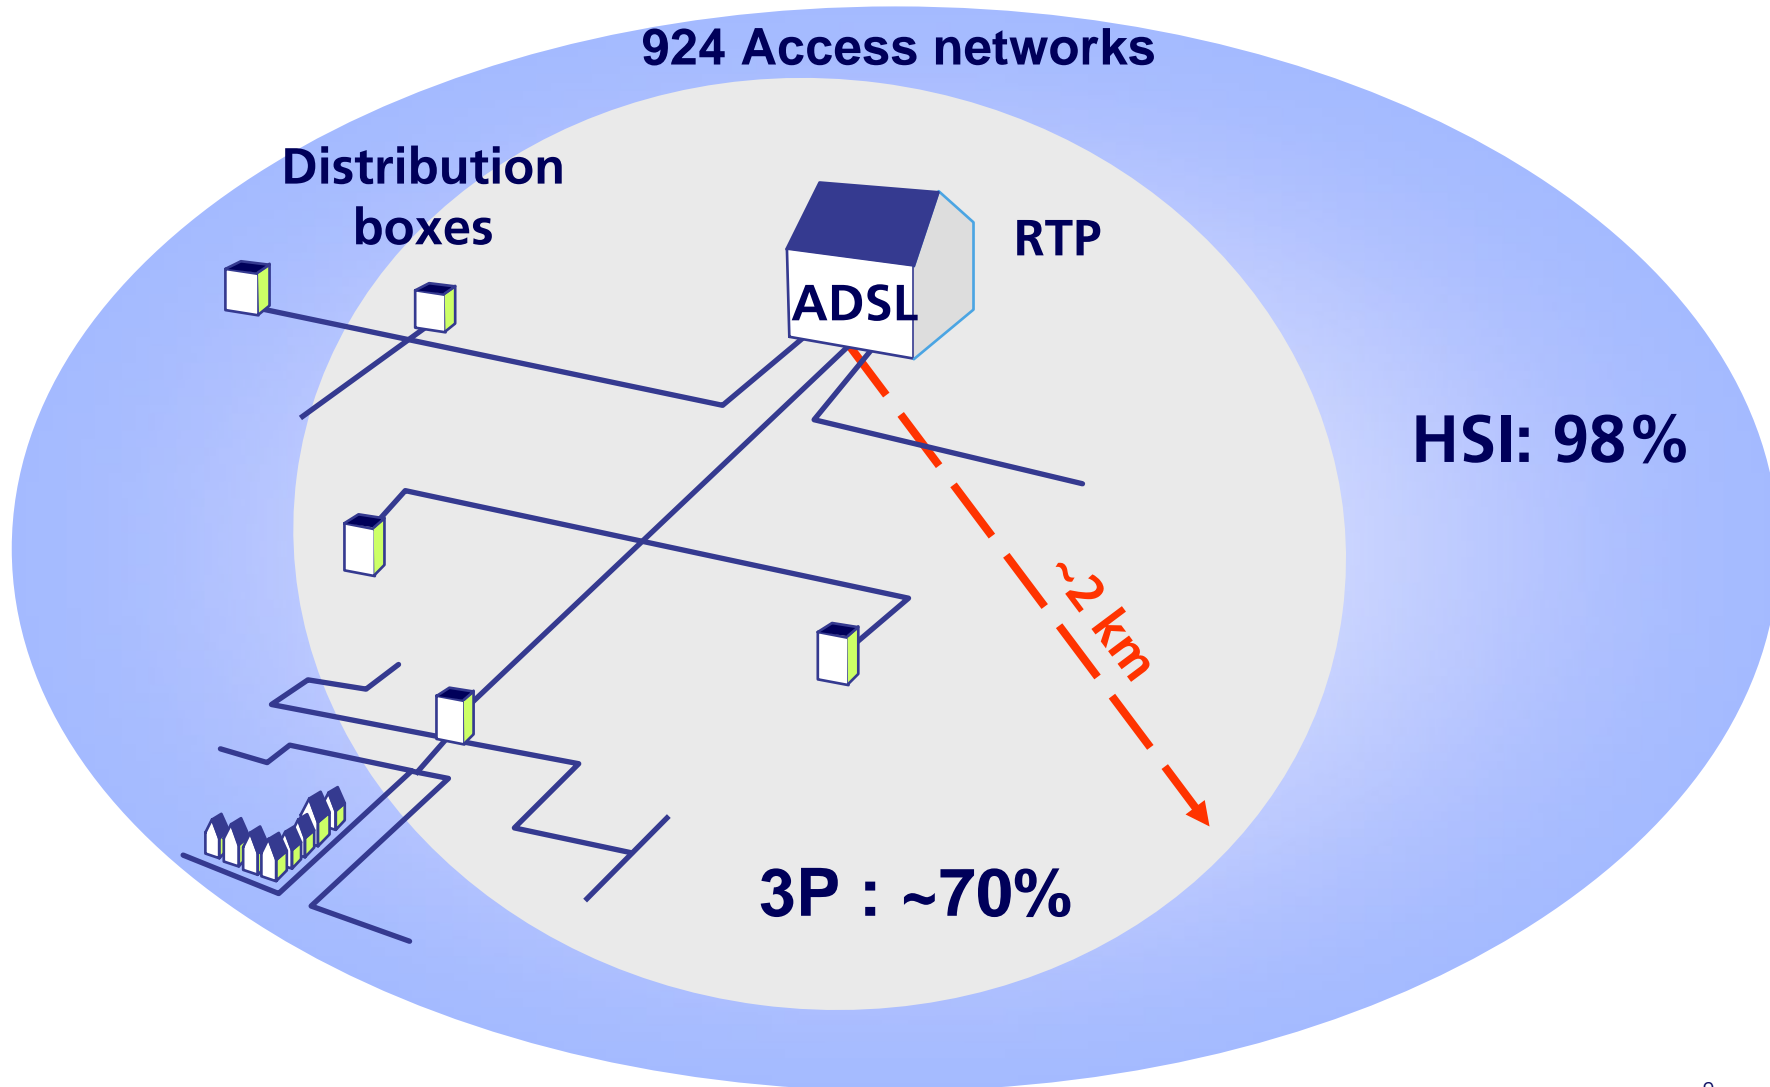 924 Access networks
Distribution
boxes
RTP
ADSL
HSI: 98%
~2 km
3P : ~70%